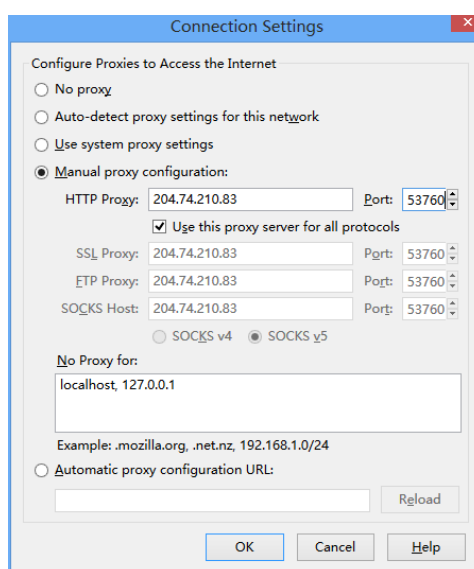 Connection Settings
Configure Proxies to Access the Internet
No proxy
Auto-detect proxy settings for this network
Use system proxy settings
Manual proxy configuration:
HTTP Proxy: 204.74.210.83 Port: 53760
Use this proxy server for all protocols
SSL Proxy: 204.74.210.83 Port: 53760
FTP Proxy: 204.74.210.83 Port: 53760
SOCKS Host: 204.74.210.83 Port: 53760
SOCKS v4 SOCKS v5
No Proxy for:
localhost, 127.0.0.1
Example: .mozilla.org, .net.nz, 192.168.1.0/24
Automatic proxy configuration URL:
Reload
OK Cancel Help